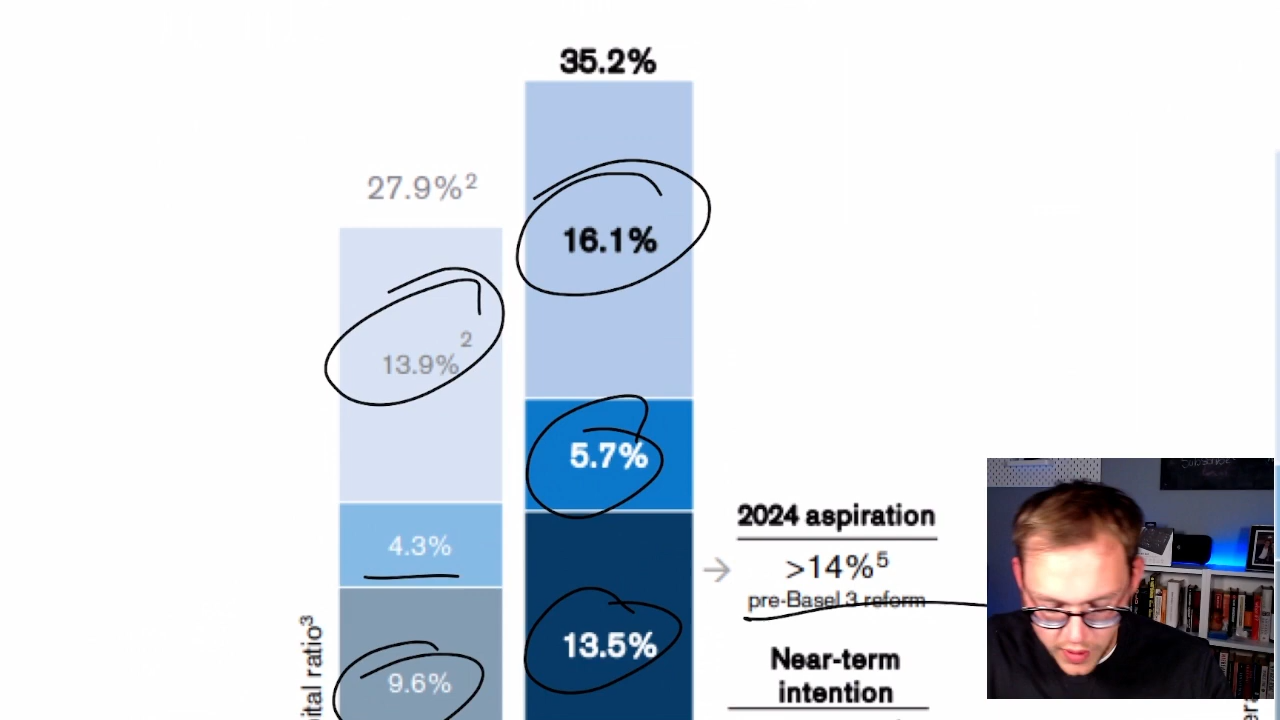 35.2%
27.9%²
16.1%
2
13.9%
5.7%
4.3%
2024 aspiration
>14%⁵
pre-Basel 3 reform
13.5%
Near-term
intention
9.6%
ital ratio³